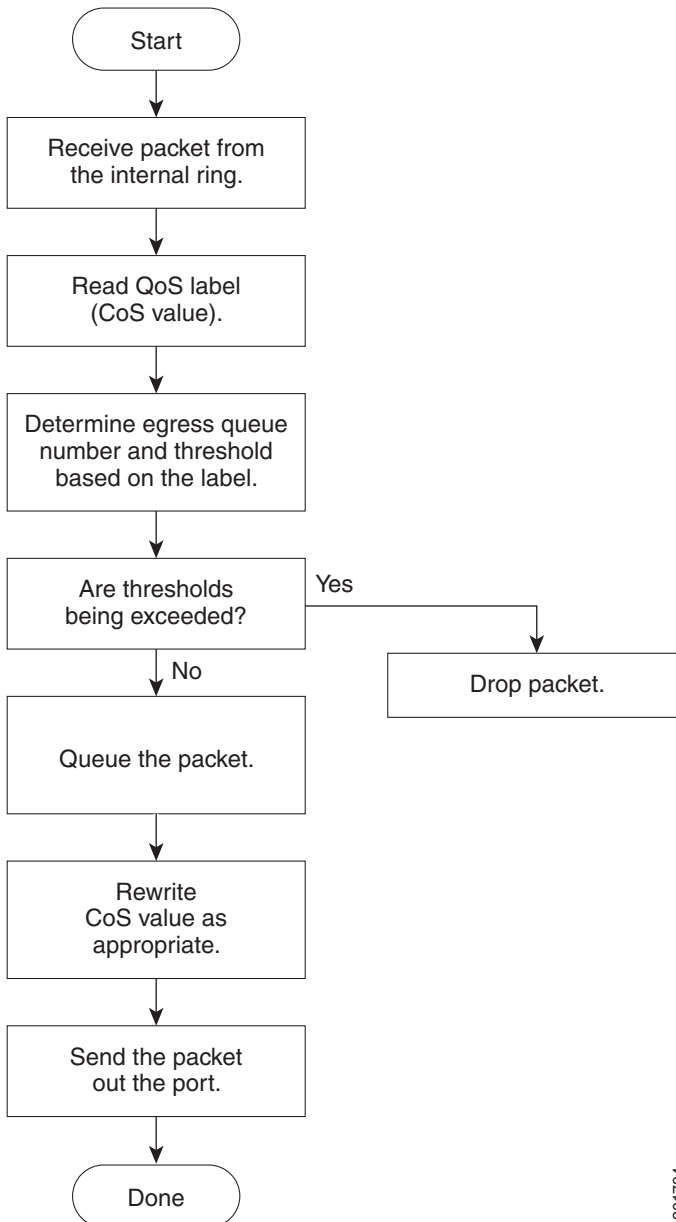 Start
Receive packet from
the internal ring.
Read QoS label
(CoS value).
Determine egress queue
number and threshold
based on the label.
Are thresholds
being exceeded?
Yes
No
Drop packet.
Queue the packet.
Rewrite
CoS value as
appropriate.
Send the packet
out the port.
Done